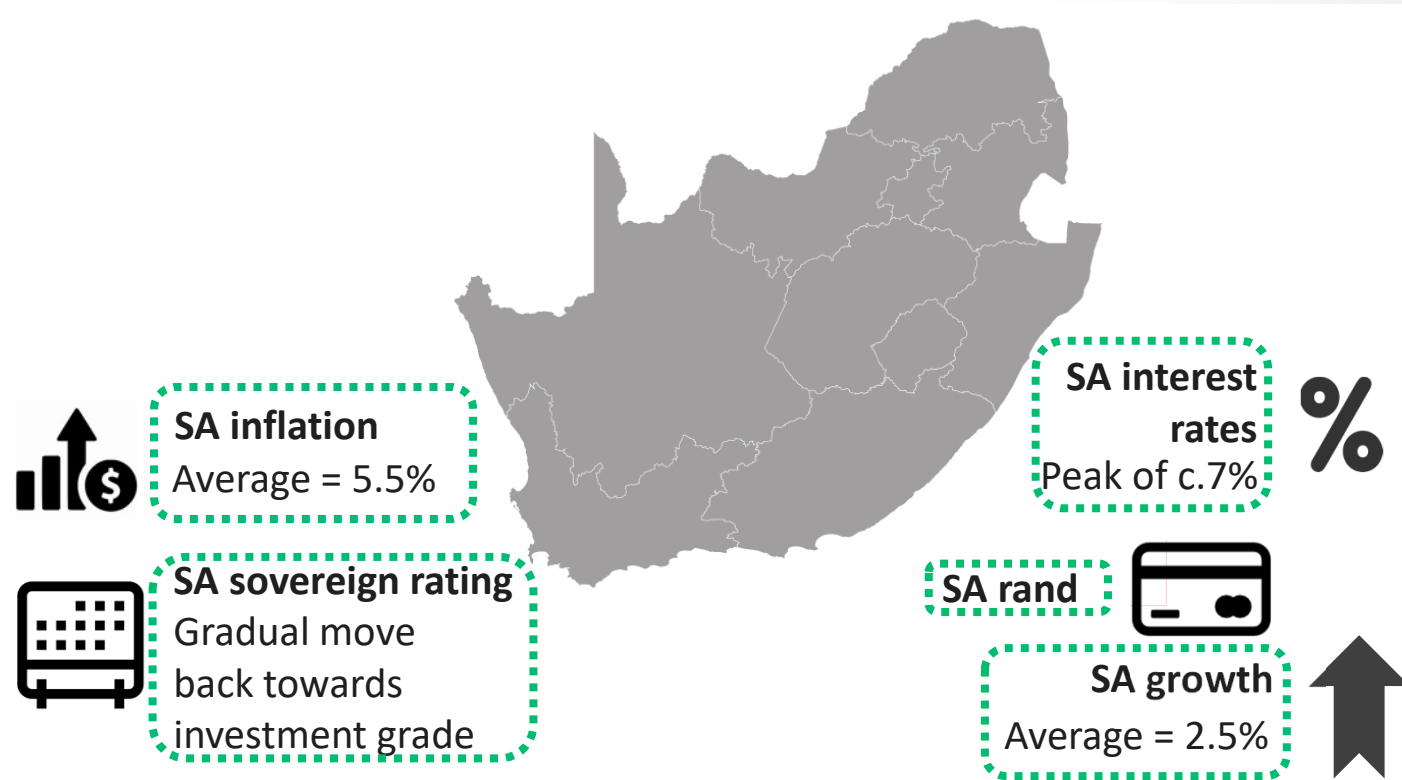 SA inflation
Average = 5.5%
SA sovereign rating
Gradual move
back towards
investment grade
SA interest
rates
Peak of c.7%
%
SA rand
SA growth
Average = 2.5%
$